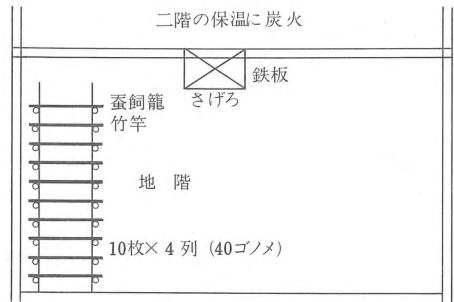 二階の保温に炭火
鉄板
さげろ
蚕飼籠
竹竿
地 階
10枚×4列 (40ゴノメ)